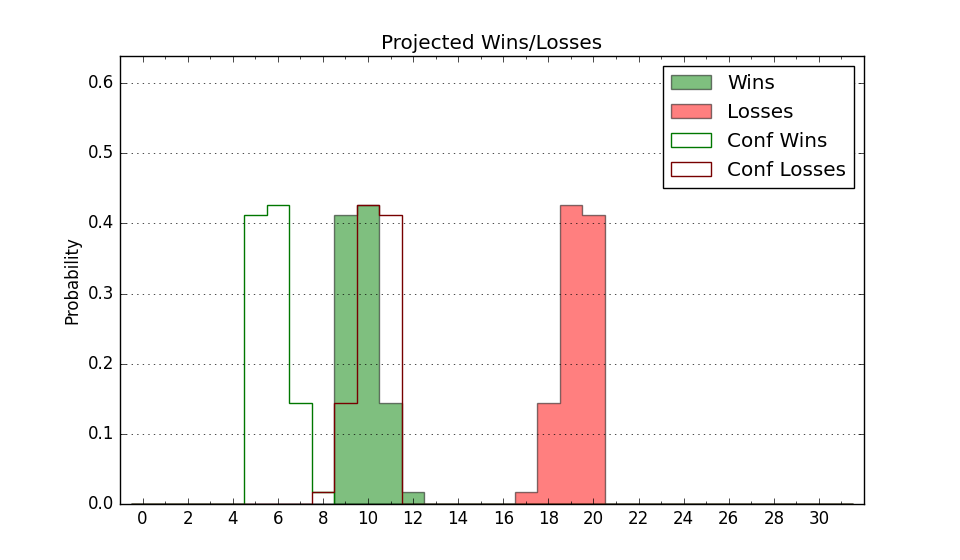 Projected Wins/Losses
Wins
Losses
Conf Wins
Conf Losses
Probability
0.6
0.5
0.4
0.3
0.2
0.1
0.0
0 2 4 6 8 10 12 14 16 18 20 22 24 26 28 30